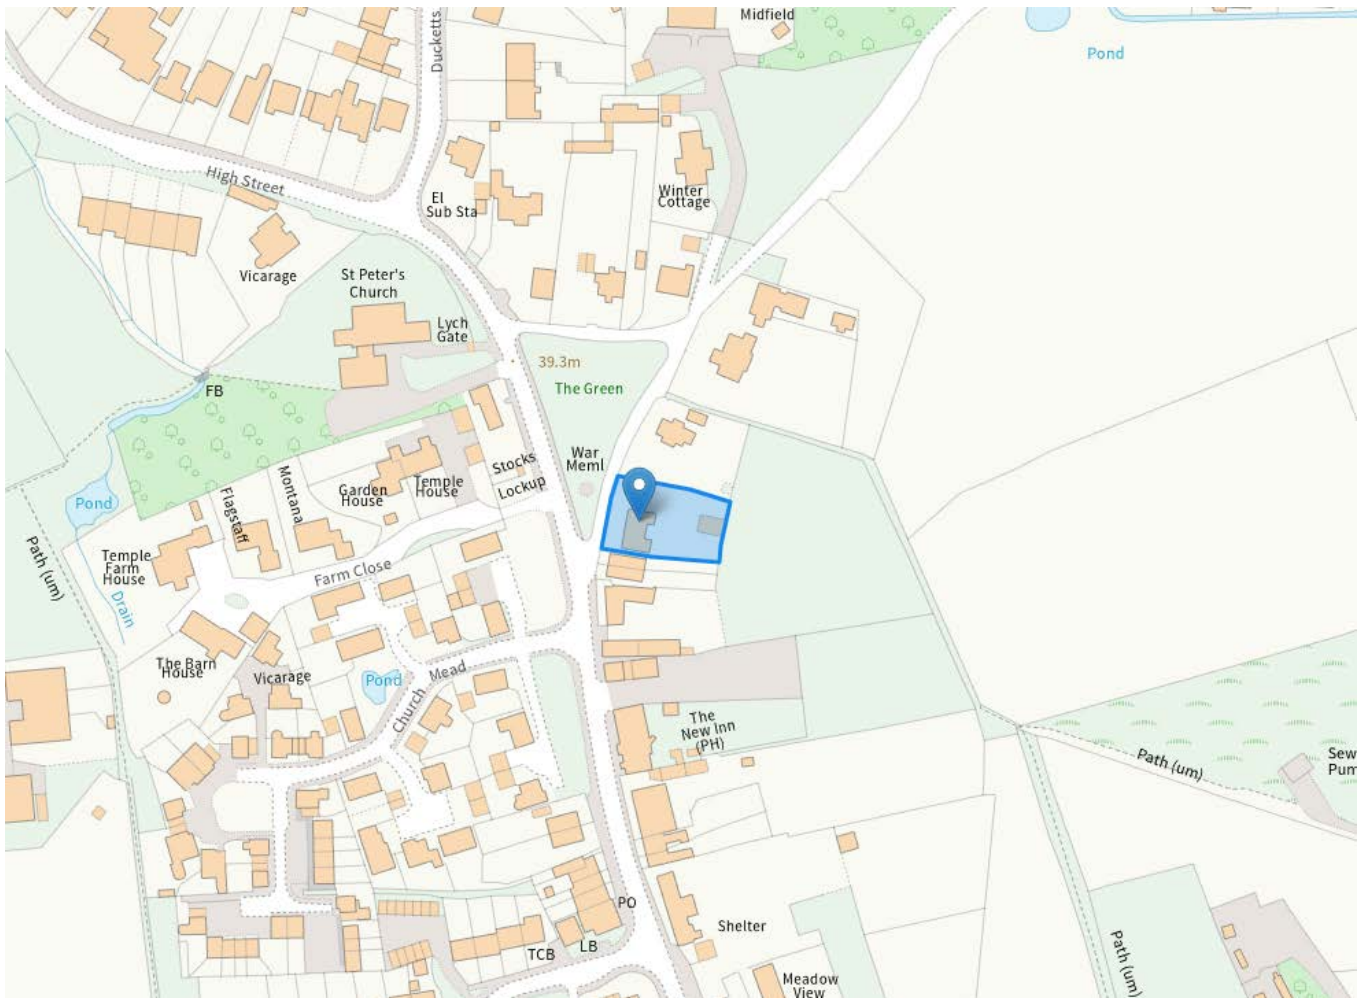 Midfield
Pond
Ducketts
High Street
El
Sub Sta
Winter
Cottage
Vicarage
St Peter's
Church
Lych
Gate
39.3m
The Green
FB
War
Meml
Stocks
Lockup
Temple
House
Garden
House
Montana
Flagstaff
Pond
Path (um)
Temple
Farm
House
Drain
Farm Close
The Barn
House
Vicarage
Pond
Church Mead
The
New Inn
(PH)
Path (um)
Sew
Pum
PO
Shelter
TCB
LB
Meadow
View
Path (um)